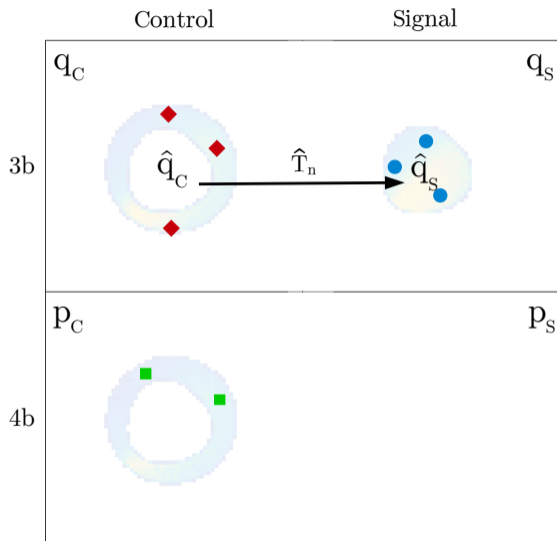 Control Signal
q_C q_S
3b q̂_C T̂_n q̂_S
p_C p_S
4b